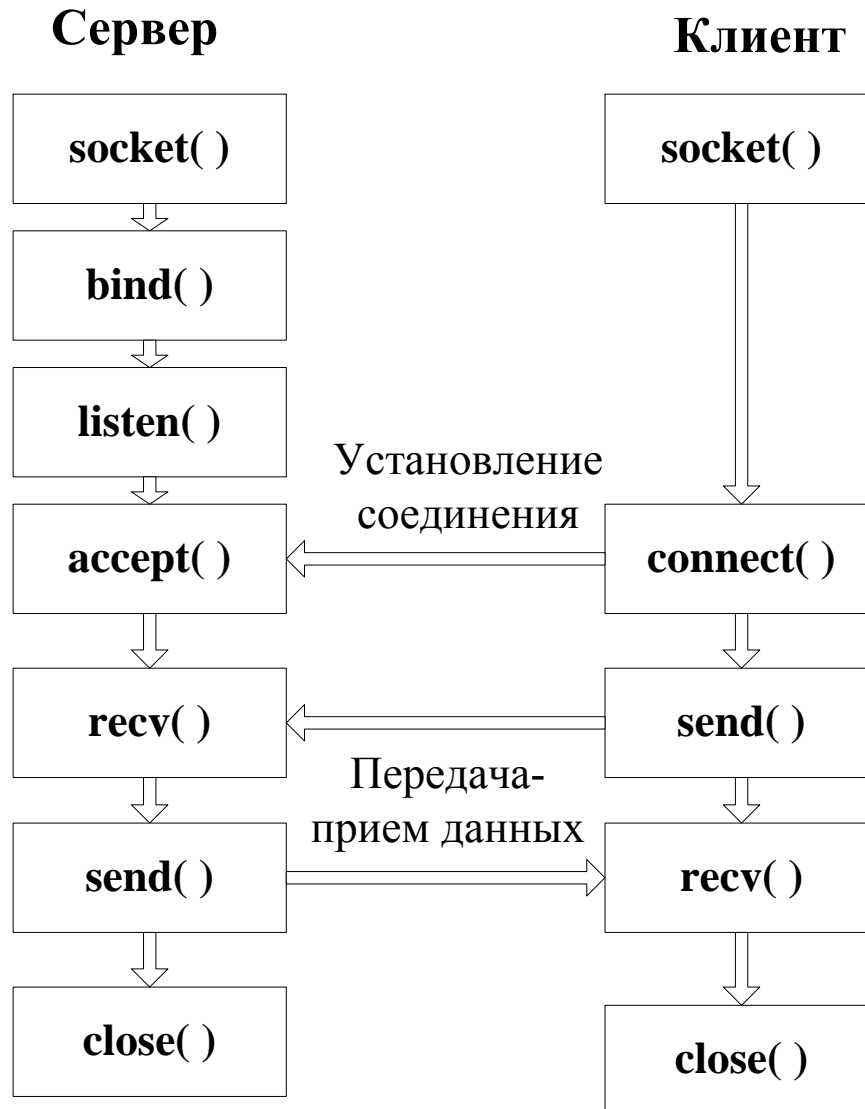 Сервер
Клиент
socket( )
socket( )
bind( )
listen( )
Установление
соединения
accept( )
connect( )
recv( )
send( )
Передача-
прием данных
send( )
recv( )
close( )
close( )